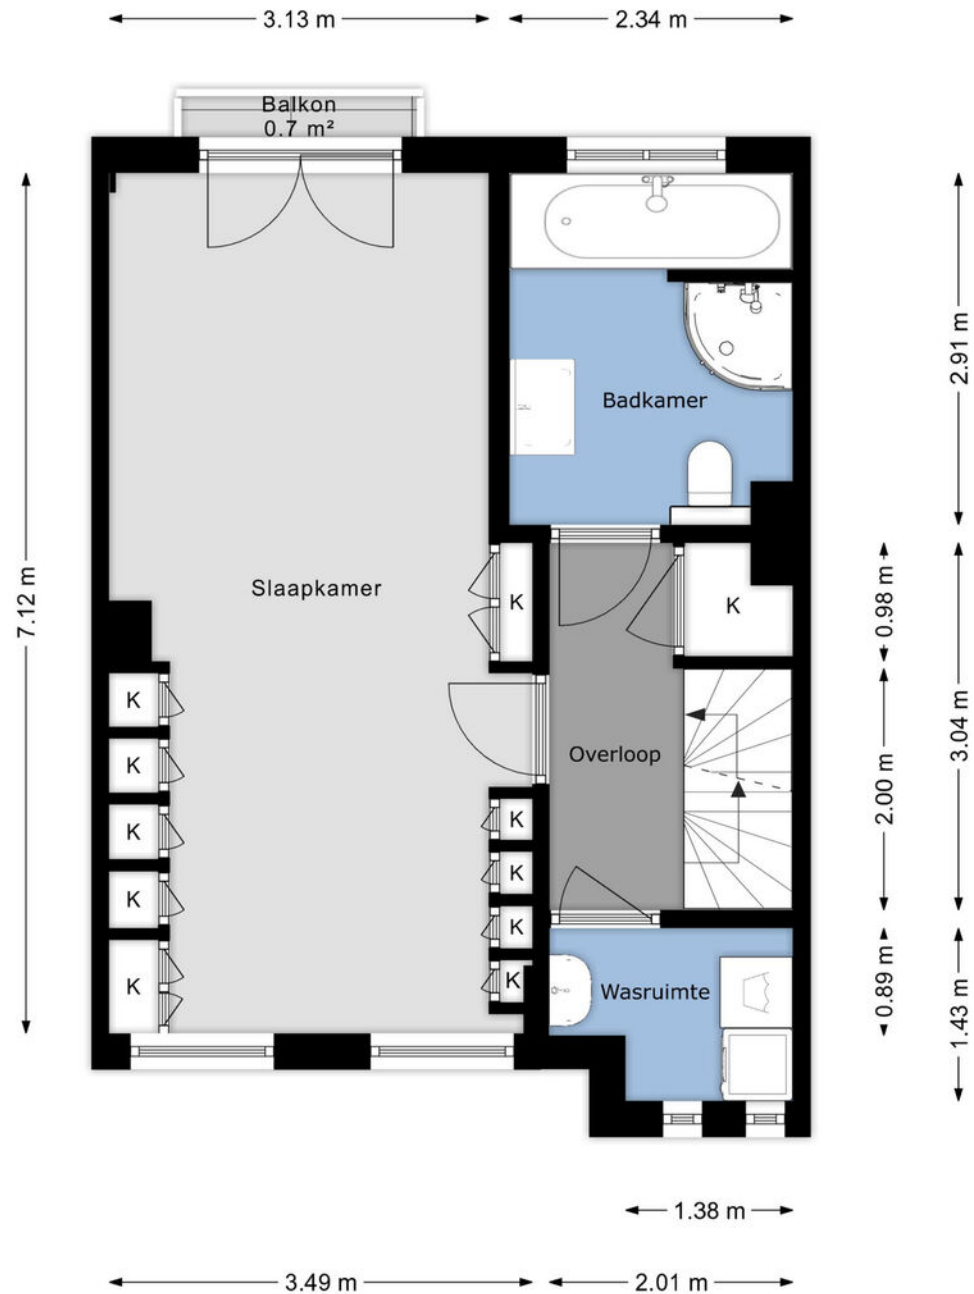 3.13 m
2.34 m
Balkon
0.7 m²
2.91 m
Badkamer
7.12 m
Slaapkamer
K
K
0.98 m
K
K
K
K
K
Overloop
2.00 m
3.04 m
K
K
K
K
Wasruimte
0.89 m
1.43 m
1.38 m
3.49 m
2.01 m